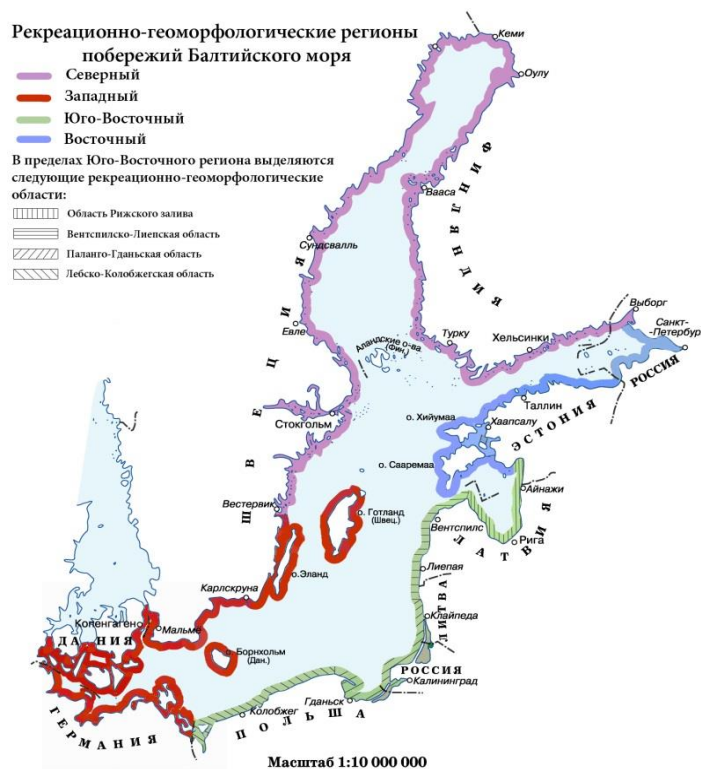 Рекреационно-геоморфологические регионы
побережий Балтийского моря
Северный
Западный
Юго-Восточный
Восточный
В пределах Юго-Восточного региона выделяются
следующие рекреационно-геоморфологические
области:
Область Рижского залива
Вентспилско-Лиепская область
Паланго-Гданьская область
Лебско-Колобжегская область
Кеми
Оулу
Вааса
ФИНЛЯНДИЯ
Сундсвалль
ШВЕЦИЯ
Евле
Аландские о-ва
(Фин.)
Турку
Хельсинки
Выборг
Санкт-
-Петербург
РОССИЯ
Стокгольм
о. Хийумаа
Таллин
Хаапсалу
ЭСТОНИЯ
о. Сааремаа
Вестервик
о. Готланд
(Швец.)
Айнажи
Вентспилс
Рига
ЛАТВИЯ
о. Эланд
Лиепая
Карлскруна
Клайпеда
ЛИТВА
Копенгаген
Мальме
ДАНИЯ
о. Борнхольм
(Дан.)
РОССИЯ
Калининград
Гданьск
Колобжег
ПОЛЬША
ГЕРМАНИЯ
Масштаб 1:10 000 000